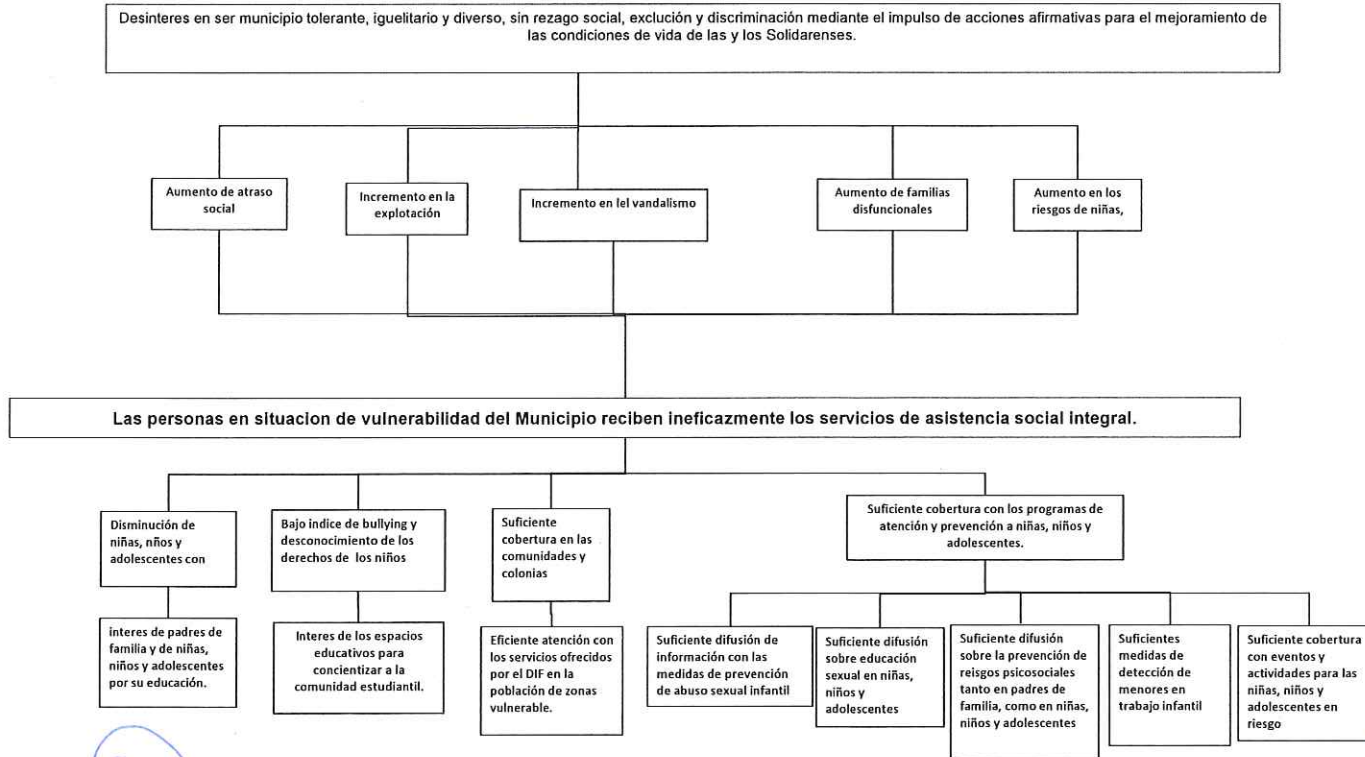 Desinteres en ser municipio tolerante, iguelitario y diverso, sin rezago social, exclución y discriminación mediante el impulso de acciones afirmativas para el mejoramiento de
las condiciones de vida de las y los Solidarenses.
Aumento de atraso
social
Incremento en la
explotación
Incremento en lel vandalismo
Aumento de familias
disfuncionales
Aumento en los
riesgos de niñas,
Las personas en situacion de vulnerabilidad del Municipio reciben ineficazmente los servicios de asistencia social integral.
Disminución de
niñas, nños y
adolescentes con
Bajo indice de bullying y
desconocimiento de los
derechos de los niños
Suficiente
cobertura en las
comunidades y
colonias
Suficiente cobertura con los programas de
atención y prevención a niñas, niños y
adolescentes.
interes de padres de
familia y de niñas,
niños y adolescentes
por su educación.
Interes de los espacios
educativos para
concientizar a la
comunidad estudiantil.
Eficiente atención con
los servicios ofrecidos
por el DIF en la
población de zonas
vulnerable.
Suficiente difusión de
información con las
medidas de prevención
de abuso sexual infantil
Suficiente difusión
sobre educación
sexual en niñas,
niños y
adolescentes
Suficiente difusión
sobre la prevención de
reisgos psicosociales
tanto en padres de
familia, como en niñas,
niños y adolescentes
Suficientes
medidas de
detección de
menores en
trabajo infantil
Suficiente cobertura
con eventos y
actividades para las
niñas, niños y
adolescentes en
riesgo